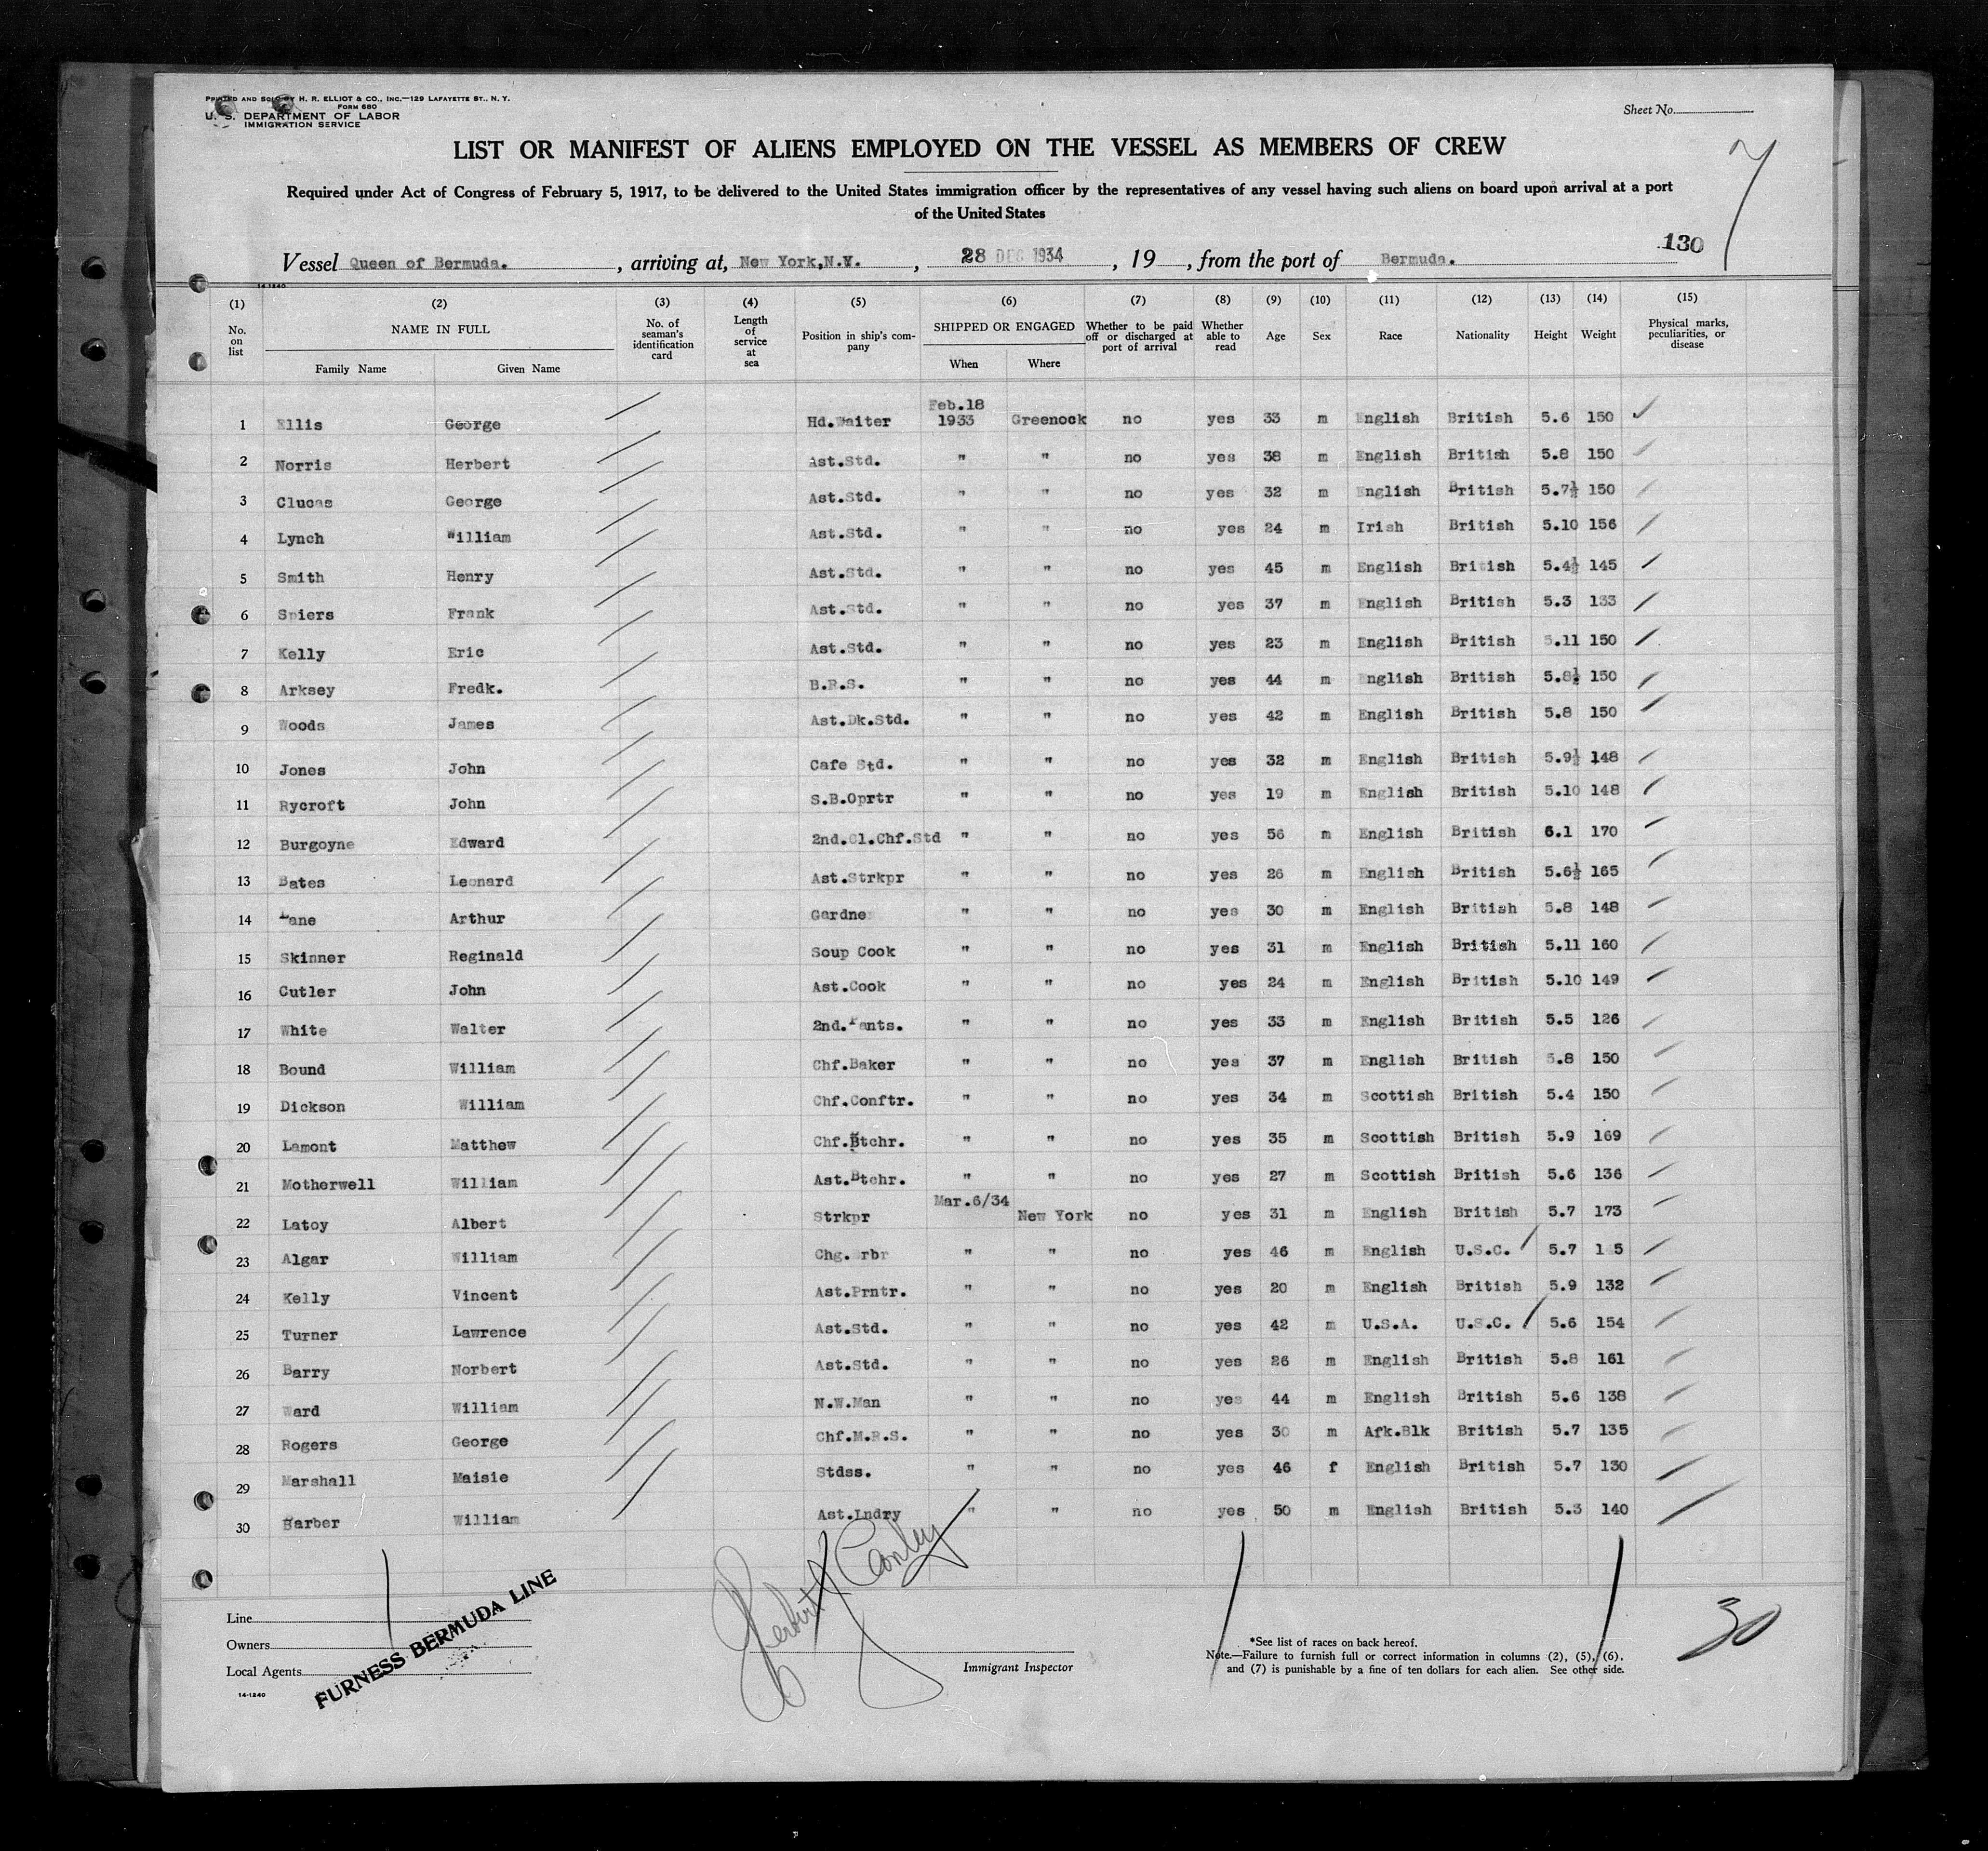 PRINTED AND SOLD BY H. R. ELLIOT & CO., INC.—129 LAFAYETTE ST., N. Y.
FORM 680
U. S. DEPARTMENT OF LABOR
IMMIGRATION SERVICE
Sheet No.
LIST OR MANIFEST OF ALIENS EMPLOYED ON THE VESSEL AS MEMBERS OF CREW
7
Required under Act of Congress of February 5, 1917, to be delivered to the United States immigration officer by the representatives of any vessel having such aliens on board upon arrival at a port
of the United States
130
Vessel Queen of Bermuda. , arriving at, New York,N.Y. , 28 DEC 1934 , 19 , from the port of Bermuda.
14-1240
(1) (2) (3) (4) (5) (6) (7) (8) (9) (10) (11) (12) (13) (14) (15)
No. on list NAME IN FULL Family Name Given Name No. of seaman's identification card Length of service at sea Position in ship's company SHIPPED OR ENGAGED When Where Whether to be paid off or discharged at port of arrival Whether able to read Age Sex Race Nationality Height Weight Physical marks, peculiarities, or disease
1 Ellis George Hd.Waiter Feb.18 1933 Greenock no yes 33 m English British 5.6 150
2 Norris Herbert Ast.Std. " " no yes 38 m English British 5.8 150
3 Clucas George Ast.Std. " " no yes 32 m English British 5.7½ 150
4 Lynch William Ast.Std. " " no yes 24 m Irish British 5.10 156
5 Smith Henry Ast.Std. " " no yes 45 m English British 5.4½ 145
6 Spiers Frank Ast.Std. " " no yes 37 m English British 5.3 133
7 Kelly Eric Ast.Std. " " no yes 23 m English British 5.11 150
8 Arksey Fredk. B.R.S. " " no yes 44 m English British 5.8½ 150
9 Woods James Ast.Dk.Std. " " no yes 42 m English British 5.8 150
10 Jones John Cafe Std. " " no yes 32 m English British 5.9½ 148
11 Rycroft John S.B.Oprtr " " no yes 19 m English British 5.10 148
12 Burgoyne Edward 2nd.Cl.Chf.Std " " no yes 56 m English British 6.1 170
13 Bates Leonard Ast.Strkpr " " no yes 26 m English British 5.6½ 165
14 Lane Arthur Gardner " " no yes 30 m English British 5.8 148
15 Skinner Reginald Soup Cook " " no yes 31 m English British 5.11 160
16 Cutler John Ast.Cook " " no yes 24 m English British 5.10 149
17 White Walter 2nd.Pants. " " no yes 33 m English British 5.5 126
18 Bound William Chf.Baker " " no yes 37 m English British 5.8 150
19 Dickson William Chf.Conftr. " " no yes 34 m Scottish British 5.4 150
20 Lamont Matthew Chf.Btchr. " " no yes 35 m Scottish British 5.9 169
21 Motherwell William Ast.Btchr. " " no yes 27 m Scottish British 5.6 136
22 Latoy Albert Strkpr Mar.6/34 New York no yes 31 m English British 5.7 173
23 Algar William Chg. " " no yes 46 m English U.S.C. 5.7
24 Kelly Vincent Ast.Prntr. " " no yes 20 m English British 5.9 132
25 Turner Lawrence Ast.Std. " " no yes 42 m U.S.A. U.S.C. 5.6 154
26 Barry Norbert Ast.Std. " " no yes 26 m English British 5.8 161
27 Ward William N.W.Man " " no yes 44 m English British 5.6 138
28 Rogers George Chf.M.R.S. " " no yes 30 m Afk.Blk British 5.7 135
29 Marshall Maisie Stdss. " " no yes 46 f English British 5.7 130
30 Barber William Ast.Lndry " " no yes 50 m English British 5.3 140
Line
Owners
Local Agents
FURNESS BERMUDA LINE
14-1240
Immigrant Inspector
*See list of races on back hereof.
Note.—Failure to furnish full or correct information in columns (2), (5), (6),
and (7) is punishable by a fine of ten dollars for each alien. See other side.
30